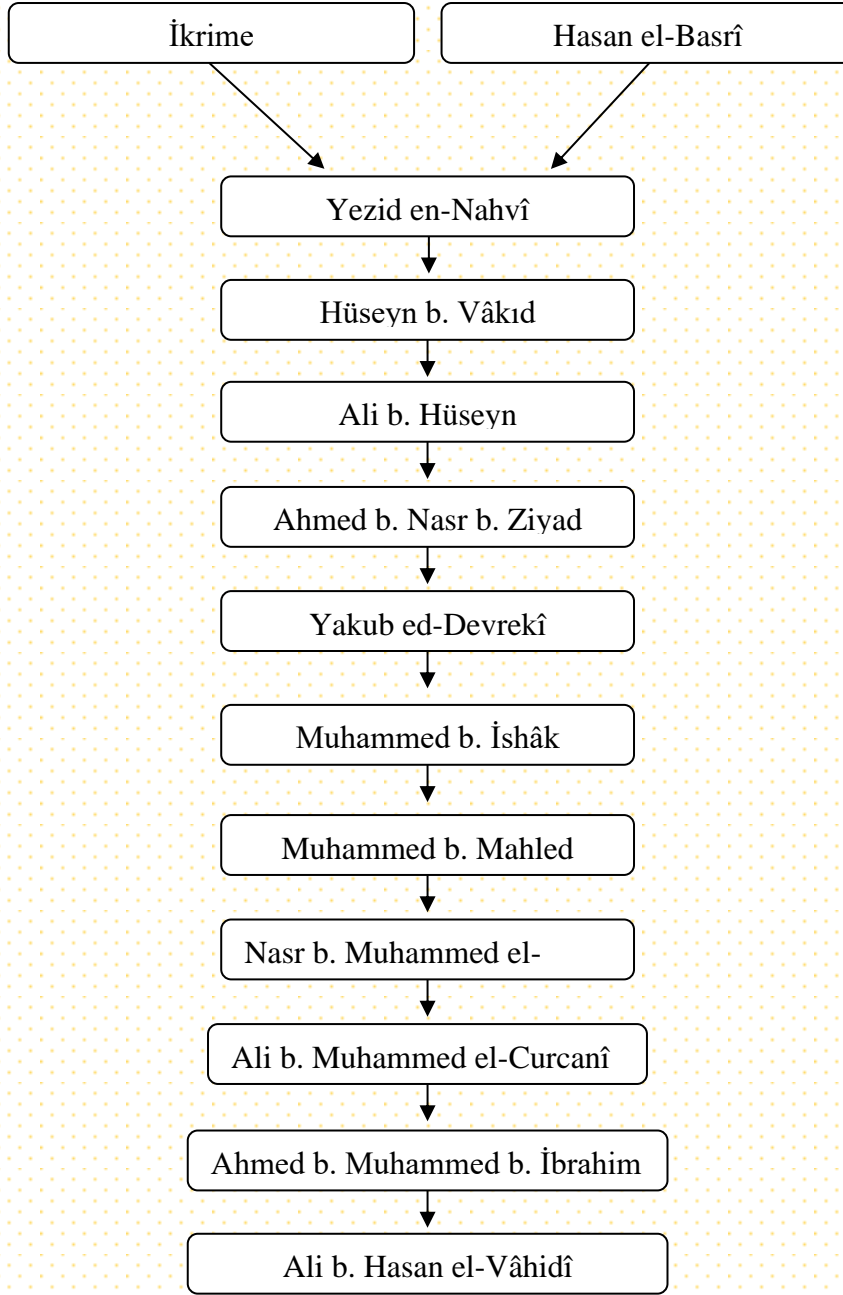 İkrime
Hasan el-Basrî
Yezid en-Nahvî
Hüseyn b. Vâkıd
Ali b. Hüseyn
Ahmed b. Nasr b. Ziyad
Yakub ed-Devrekî
Muhammed b. İshâk
Muhammed b. Mahled
Nasr b. Muhammed el-
Ali b. Muhammed el-Curcanî
Ahmed b. Muhammed b. İbrahim
Ali b. Hasan el-Vâhidî